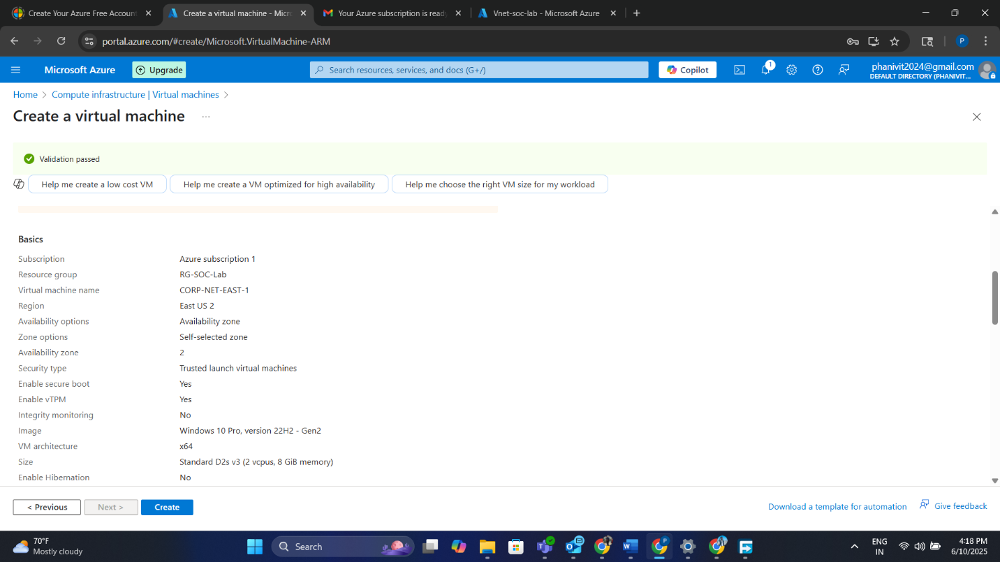 Create Your Azure Free Account
Create a virtual machine - Micro
Your Azure subscription is ready
Vnet-soc-lab - Microsoft Azure
portal.azure.com/#create/Microsoft.VirtualMachine-ARM
P
Microsoft Azure
Upgrade
Search resources, services, and docs (G+/)
Copilot
1
phanivit2024@gmail.com
DEFAULT DIRECTORY (PHANIVIT...
Home > Compute infrastructure | Virtual machines >
Create a virtual machine ...
Validation passed
Help me create a low cost VM
Help me create a VM optimized for high availability
Help me choose the right VM size for my workload
Basics
Subscription Azure subscription 1
Resource group RG-SOC-Lab
Virtual machine name CORP-NET-EAST-1
Region East US 2
Availability options Availability zone
Zone options Self-selected zone
Availability zone 2
Security type Trusted launch virtual machines
Enable secure boot Yes
Enable vTPM Yes
Integrity monitoring No
Image Windows 10 Pro, version 22H2 - Gen2
VM architecture x64
Size Standard D2s v3 (2 vcpus, 8 GiB memory)
Enable Hibernation No
< Previous
Next >
Create
Download a template for automation
Give feedback
70°F
Mostly cloudy
Search
ENG
IN
4:18 PM
6/10/2025